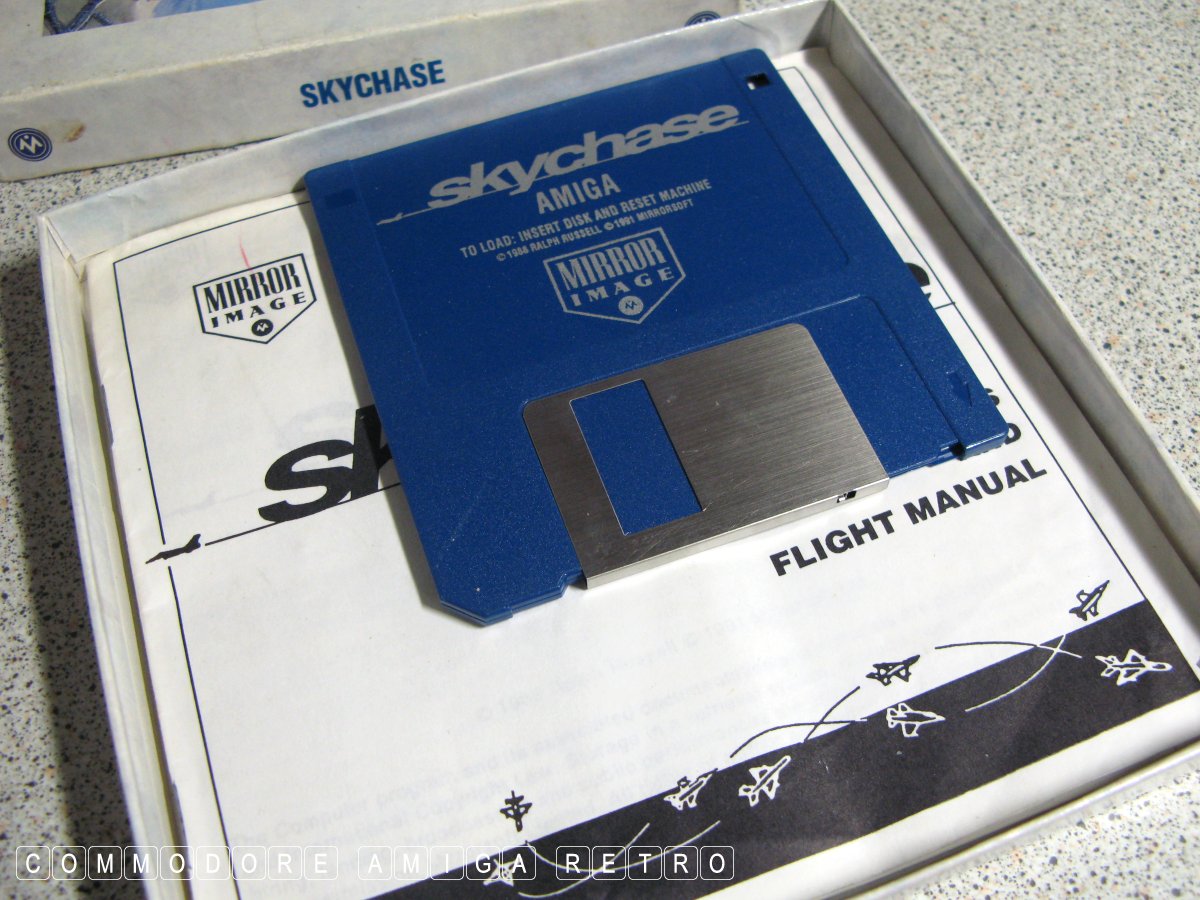 SKYCHASE
skychase
AMIGA
TO LOAD: INSERT DISK AND RESET MACHINE
© 1988 RALPH RUSSELL © 1991 MIRRORSOFT
MIRROR
IMAGE
MIRROR
IMAGE
sk
e
FLIGHT MANUAL
COMMODORE AMIGA RETRO